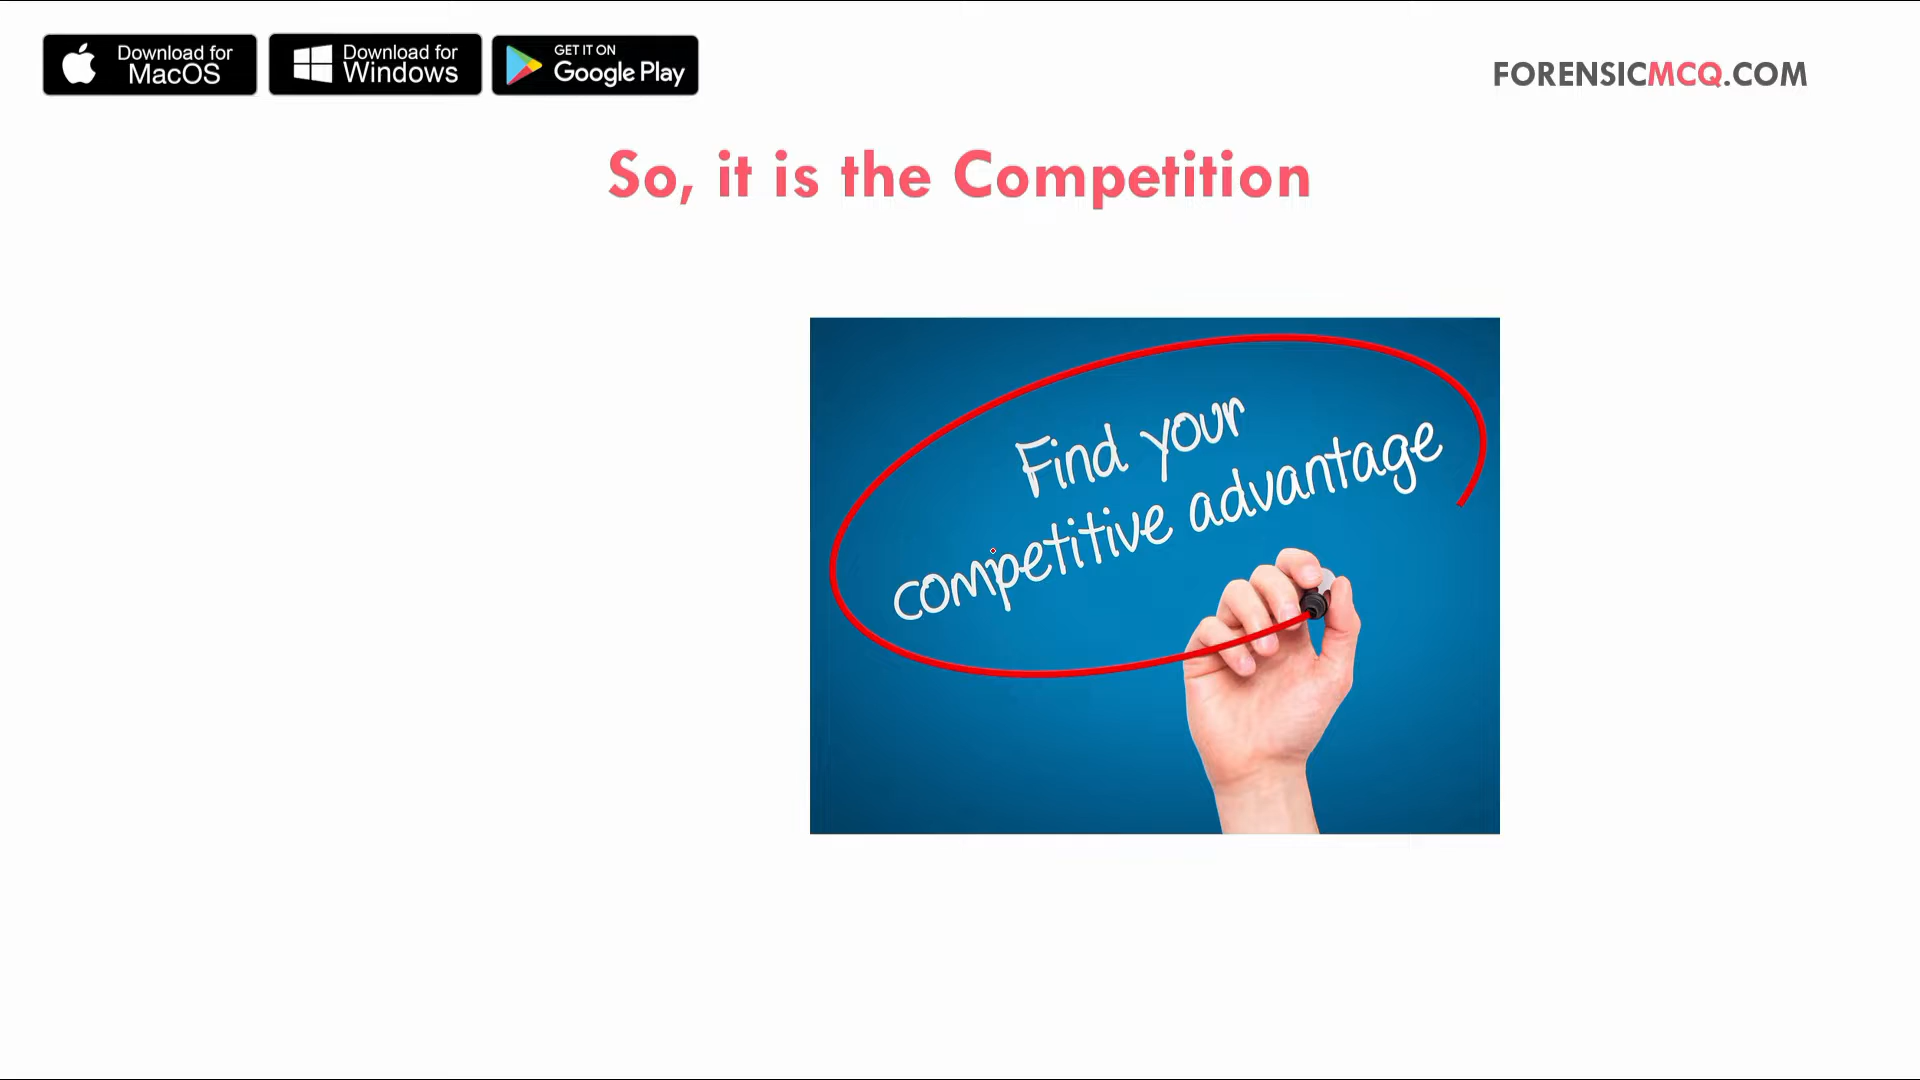 Download for
MacOS
Download for
Windows
GET IT ON
Google Play
FORENSICMCQ.COM
So, it is the Competition
Find your
competitive advantage